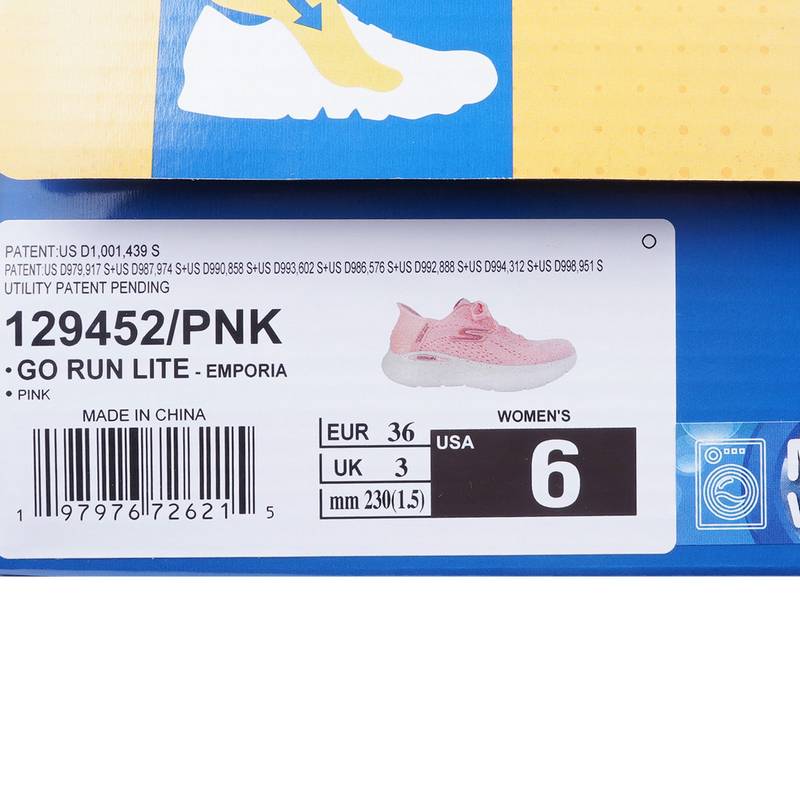 PATENT:US D1,001,439 S
PATENT:US D979,917 S+US D987,974 S+US D990,858 S+US D993,602 S+US D986,576 S+US D992,888 S+US D994,312 S+US D998,951 S
UTILITY PATENT PENDING
129452/PNK
• GO RUN LITE - EMPORIA
• PINK
MADE IN CHINA
1 97976 72621 5
WOMEN'S
EUR 36
UK 3
mm 230(1.5)
USA 6